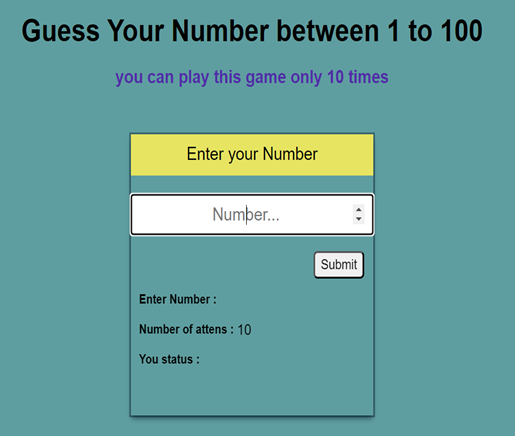 Guess Your Number between 1 to 100
you can play this game only 10 times
Enter your Number
Number...
Submit
Enter Number :
Number of attens : 10
You status :